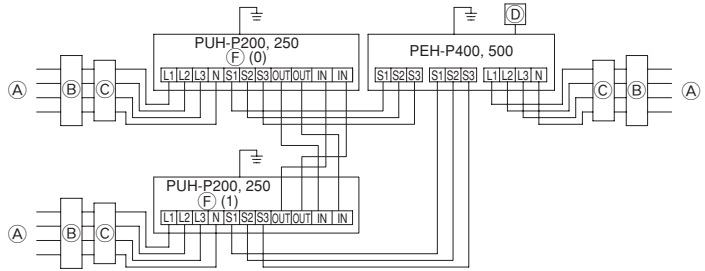 D
PUH-P200, 250
F (0)
PEH-P400, 500
L1 L2 L3 N S1 S2 S3 OUT OUT IN IN
S1 S2 S3 S1 S2 S3 L1 L2 L3 N
A B C
C B A
PUH-P200, 250
F (1)
L1 L2 L3 N S1 S2 S3 OUT OUT IN IN
A B C